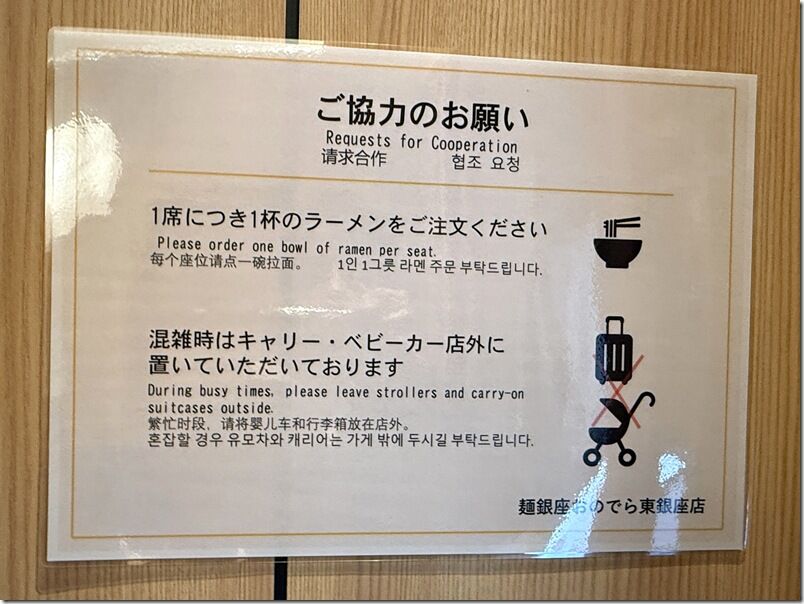 ご協力のお願い
Requests for Cooperation
请求合作 협조 요청
1席につき1杯のラーメンをご注文ください
Please order one bowl of ramen per seat.
每个座位请点一碗拉面。 1인 1그릇 라멘 주문 부탁드립니다.
混雑時はキャリー・ベビーカー店外に
置いていただいております
During busy times, please leave strollers and carry-on
suitcases outside.
繁忙时段，请将婴儿车和行李箱放在店外。
혼잡할 경우 유모차와 캐리어는 가게 밖에 두시길 부탁드립니다.
麺銀座おのでら東銀座店